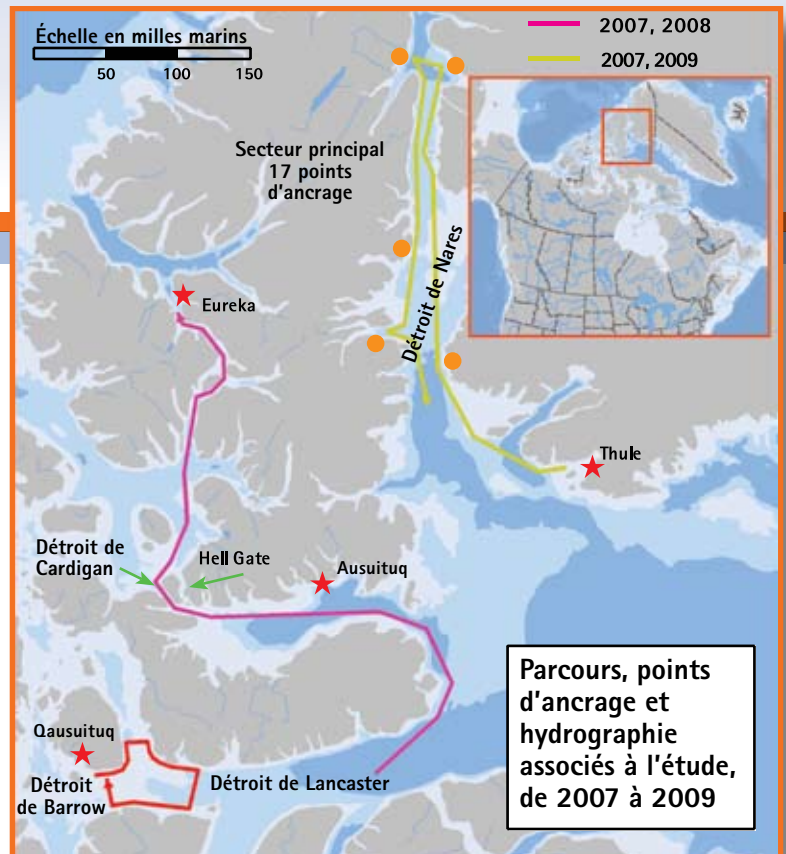 Échelle en milles marins
50 100 150
2007, 2008
2007, 2009
Secteur principal
17 points
d'ancrage
Détroit de Nares
Eureka
Thule
Détroit de
Cardigan
Hell Gate
Ausuituq
Qausuituq
Détroit
de Barrow
Détroit de Lancaster
Parcours, points
d'ancrage et
hydrographie
associés à l'étude,
de 2007 à 2009